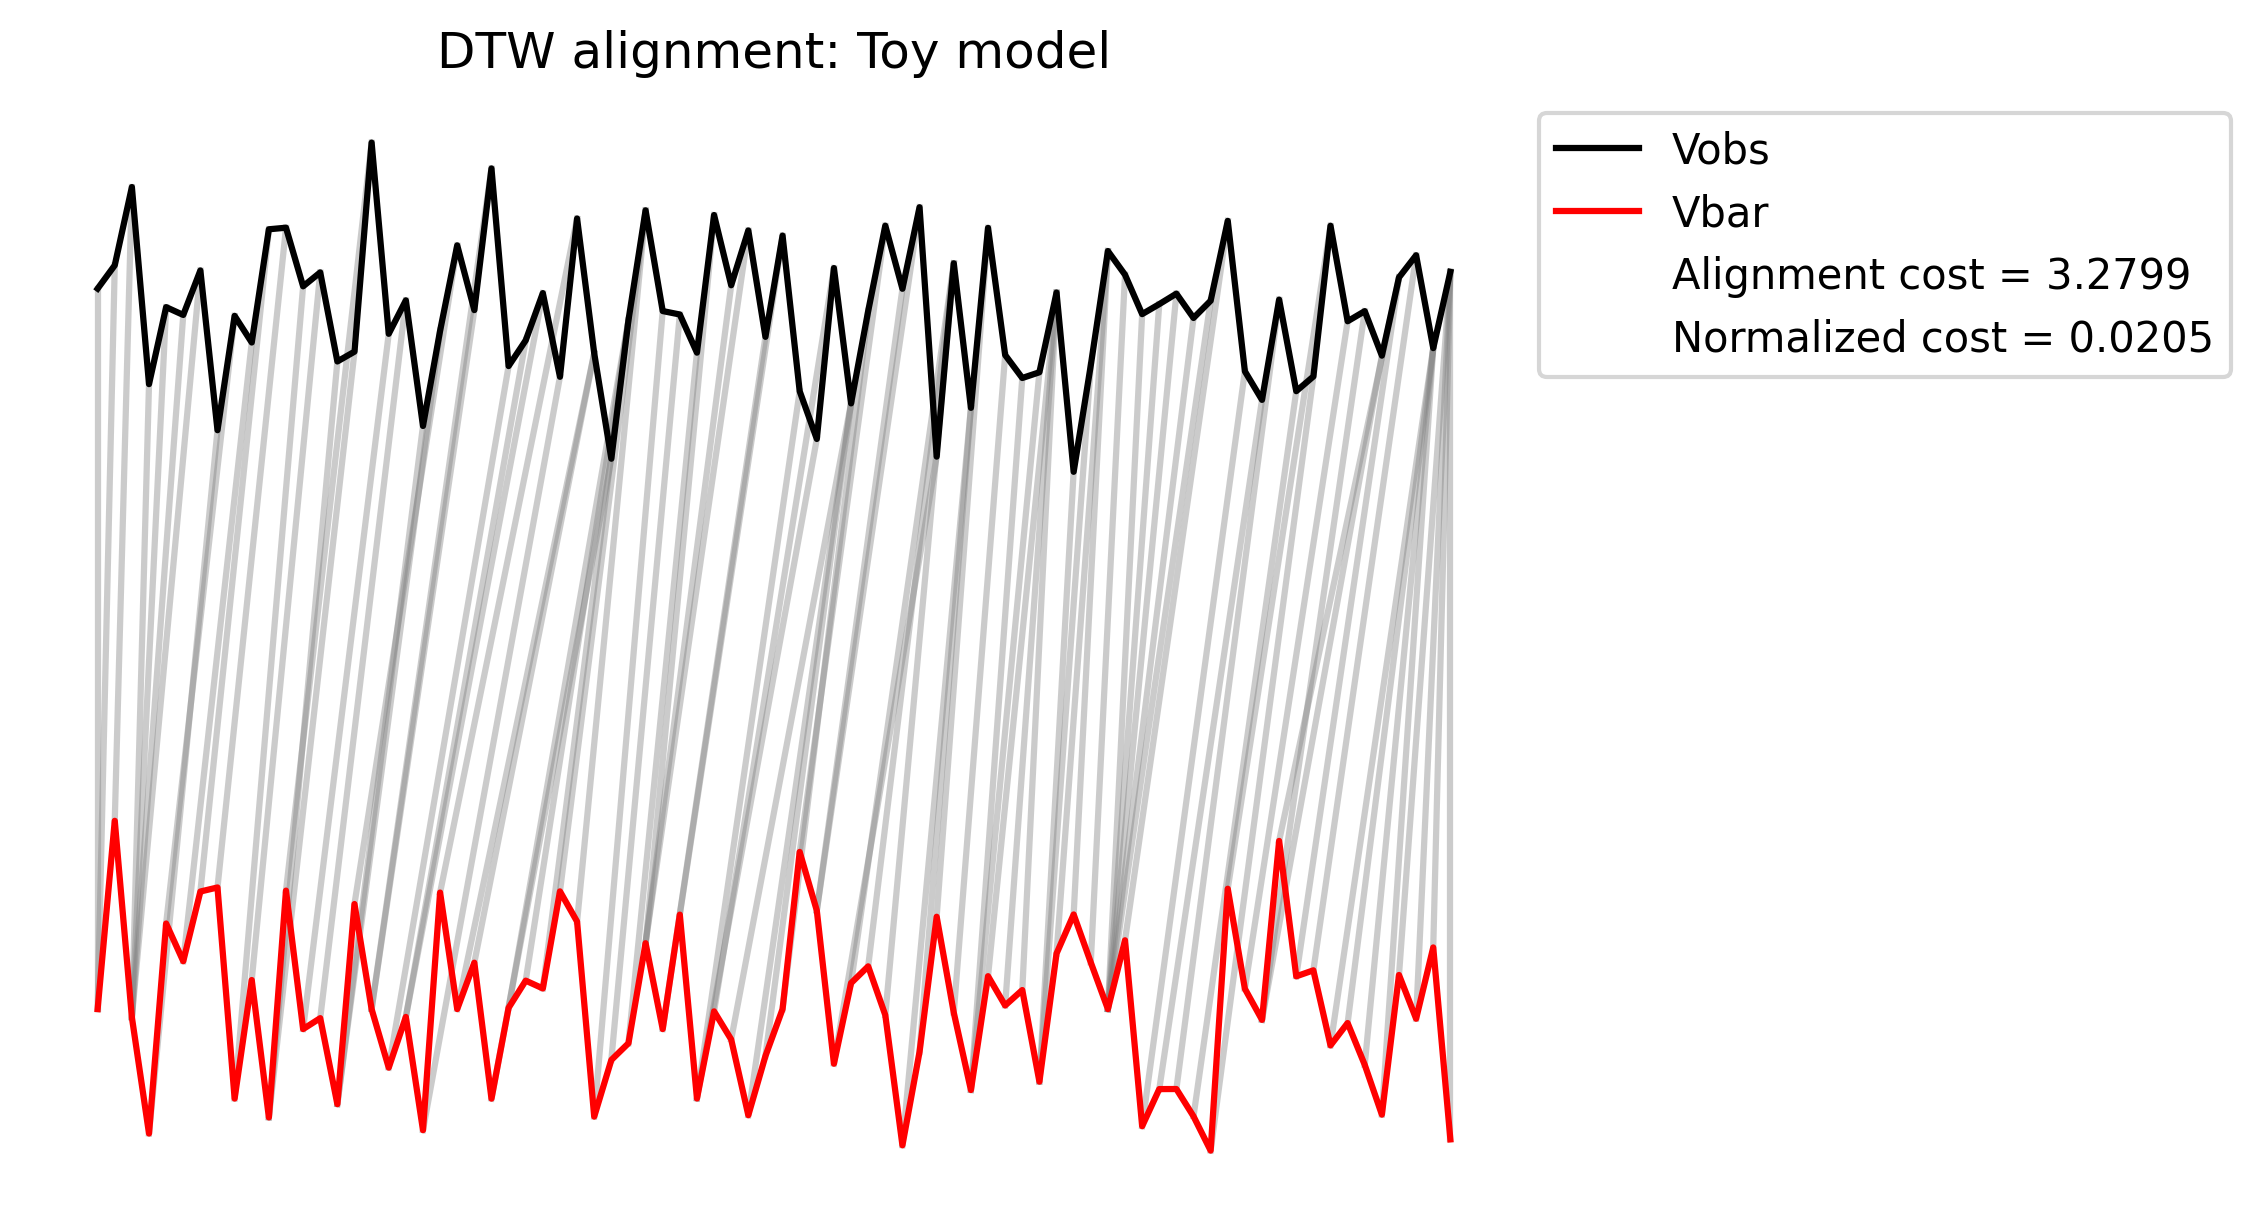 DTW alignment: Toy model
Vobs
Vbar
Alignment cost = 3.2799
Normalized cost = 0.0205